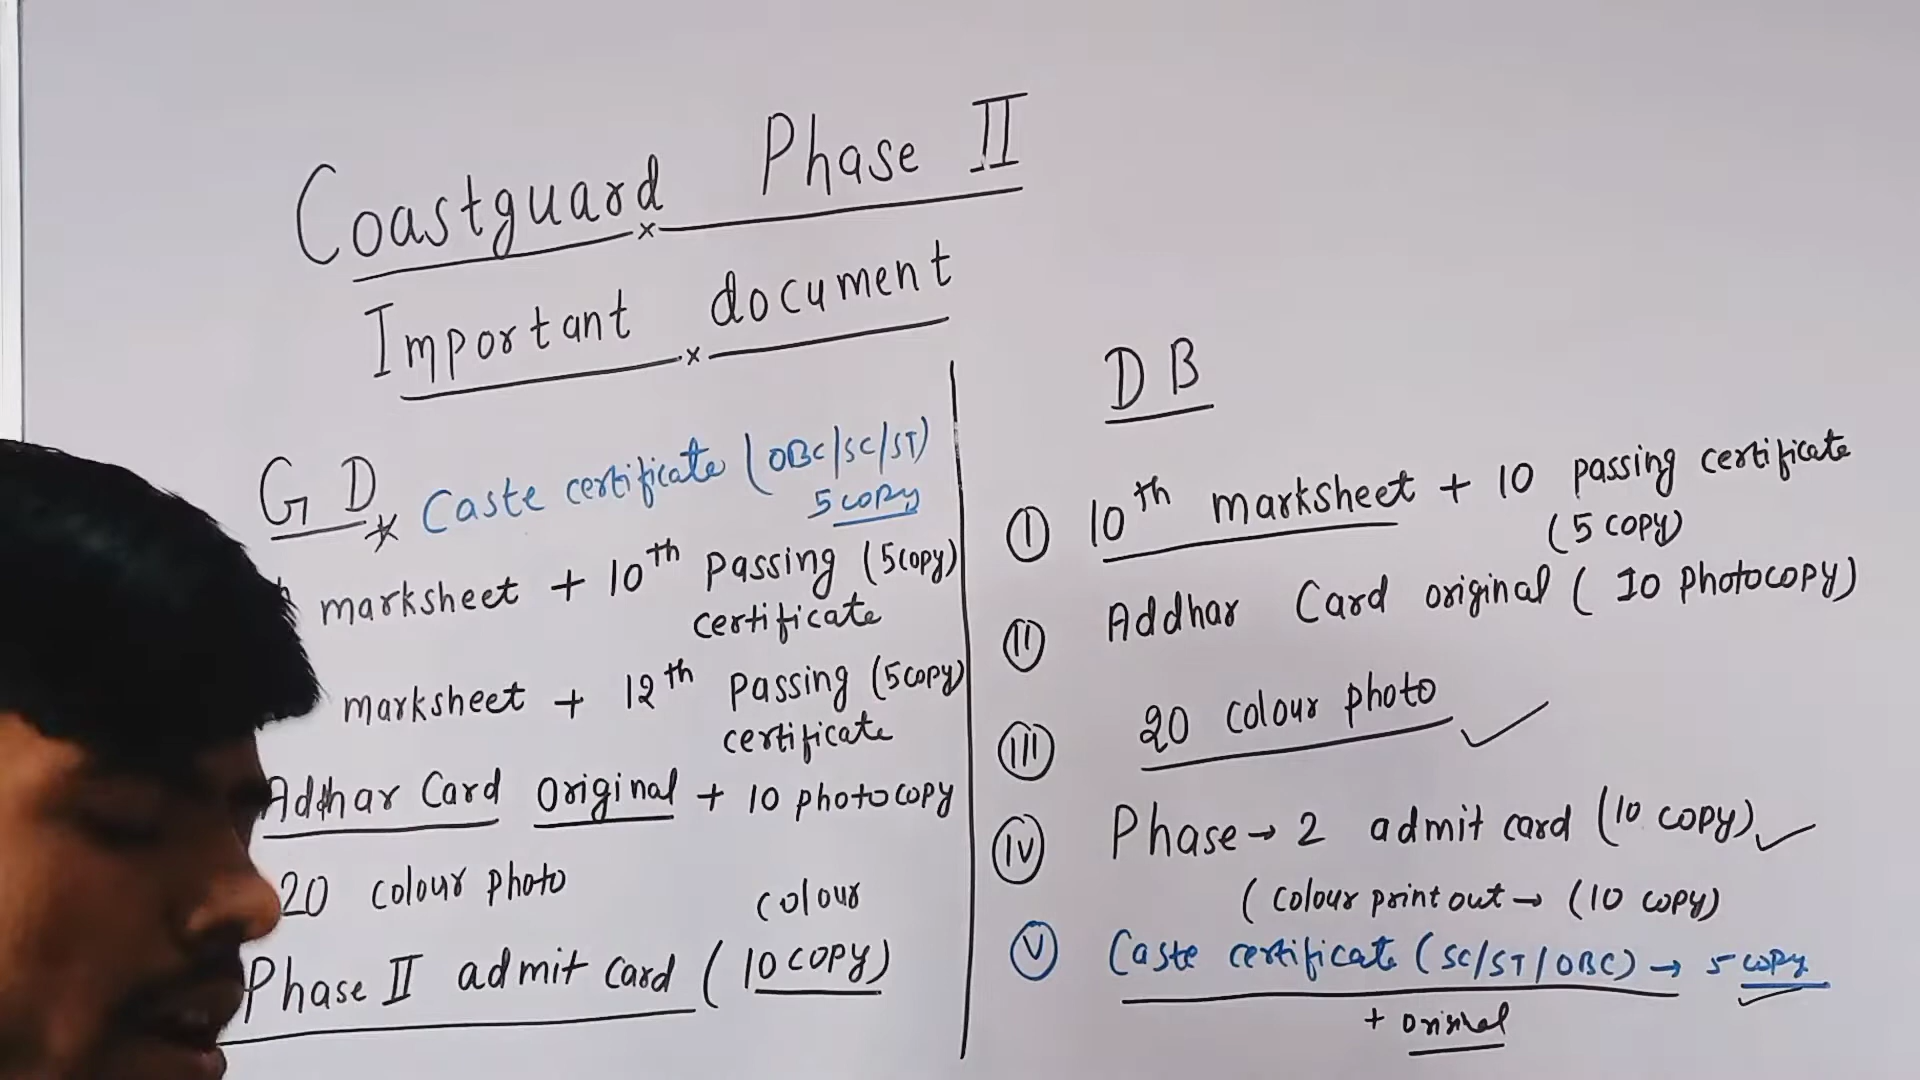 Coastguard Phase II
Important document
GD
* Caste certificate (OBC/SC/ST)
5 copy
marksheet + 10th passing (5copy)
certificate
marksheet + 12th passing (5copy)
certificate
Addhar Card Original + 10 photocopy
20 colour photo
colour
Phase II admit card (10 copy)
DB
(I) 10th marksheet + 10 passing certificate
(5 copy)
(II) Addhar Card original (10 photocopy)
(III) 20 colour photo ✓
(IV) Phase → 2 admit card (10 copy) ✓
(colour print out → (10 copy)
(V) Caste certificate (SC/ST/OBC) → 5 copy
+ Original